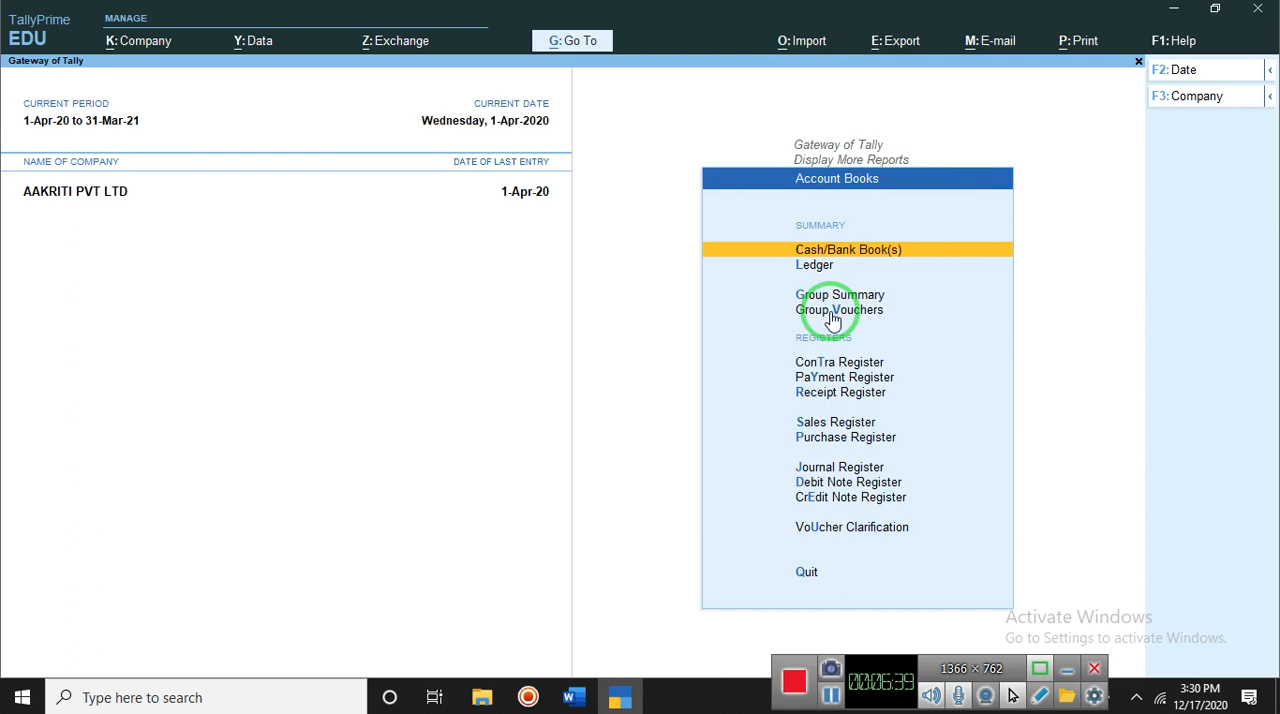 TallyPrime
EDU
MANAGE
K: Company
Y: Data
Z: Exchange
G: Go To
O: Import
E: Export
M: E-mail
P: Print
F1: Help
Gateway of Tally
F2: Date
F3: Company
CURRENT PERIOD
CURRENT DATE
1-Apr-20 to 31-Mar-21
Wednesday, 1-Apr-2020
NAME OF COMPANY
DATE OF LAST ENTRY
AAKRITI PVT LTD
1-Apr-20
Gateway of Tally
Display More Reports
Account Books
SUMMARY
Cash/Bank Book(s)
Ledger
Group Summary
Group Vouchers
REGISTERS
ConTra Register
PaYment Register
Receipt Register
Sales Register
Purchase Register
Journal Register
Debit Note Register
CrEdit Note Register
VoUcher Clarification
Quit
Activate Windows
Go to Settings to activate Windows.
1366 × 762
00:06:39
Type here to search
3:30 PM
12/17/2020